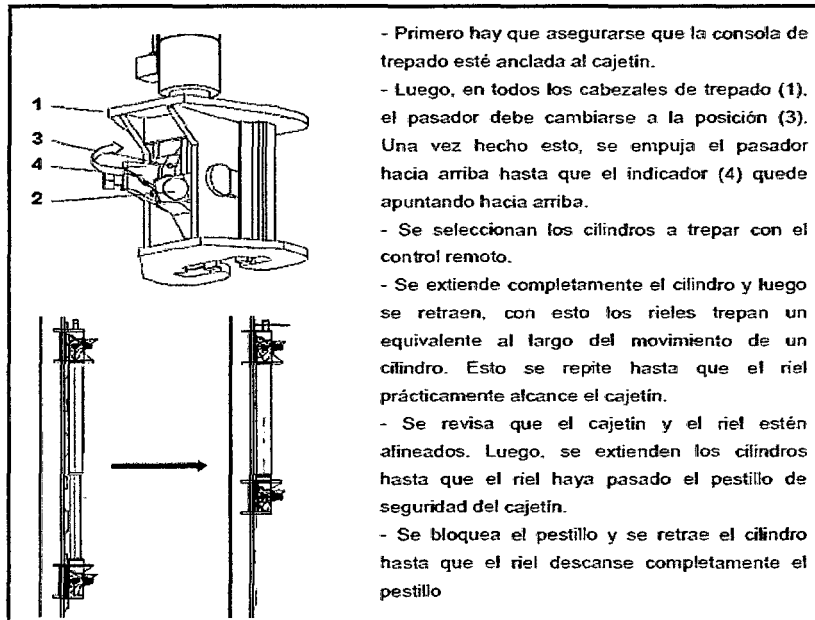 - Primero hay que asegurarse que la consola de
trepado esté anclada al cajetín.
- Luego, en todos los cabezales de trepado (1),
el pasador debe cambiarse a la posición (3).
Una vez hecho esto, se empuja el pasador
hacia arriba hasta que el indicador (4) quede
apuntando hacia arriba.
- Se seleccionan los cilindros a trepar con el
control remoto.
- Se extiende completamente el cilindro y luego
se retraen, con esto los rieles trepan un
equivalente al largo del movimiento de un
cilindro. Esto se repite hasta que el riel
prácticamente alcance el cajetín.
- Se revisa que el cajetín y el riel estén
alineados. Luego, se extienden los cilindros
hasta que el riel haya pasado el pestillo de
seguridad del cajetín.
- Se bloquea el pestillo y se retrae el cilindro
hasta que el riel descanse completamente el
pestillo
1
3
4
2